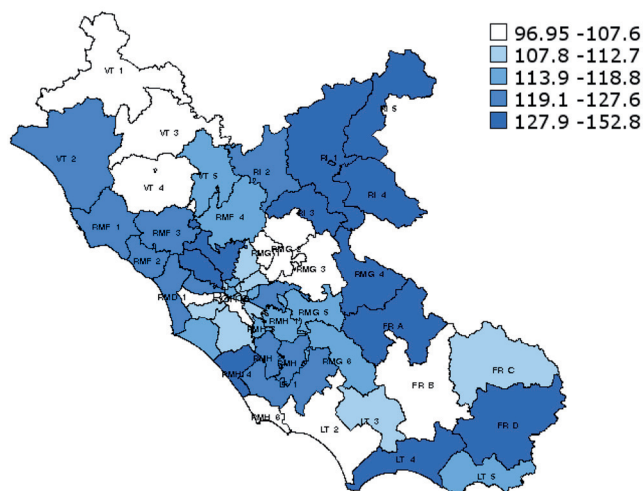 96.95 -107.6
107.8 -112.7
113.9 -118.8
119.1 -127.6
127.9 -152.8
VT 1
RI 5
VT 3
VT 2
RI 1
VT 5
RI 2
VT 4
RI 4
RI 3
RMF 4
RMF 1
RMF 3
RMG 2
RMG 1
RMF 2
RMG 3
RMG 4
RMD 1
RMG 5
RMH 1
FR A
RMG 6
RMH 4
FR C
FR B
LT 3
RMH 6
LT 2
FR D
LT 4
LT 5